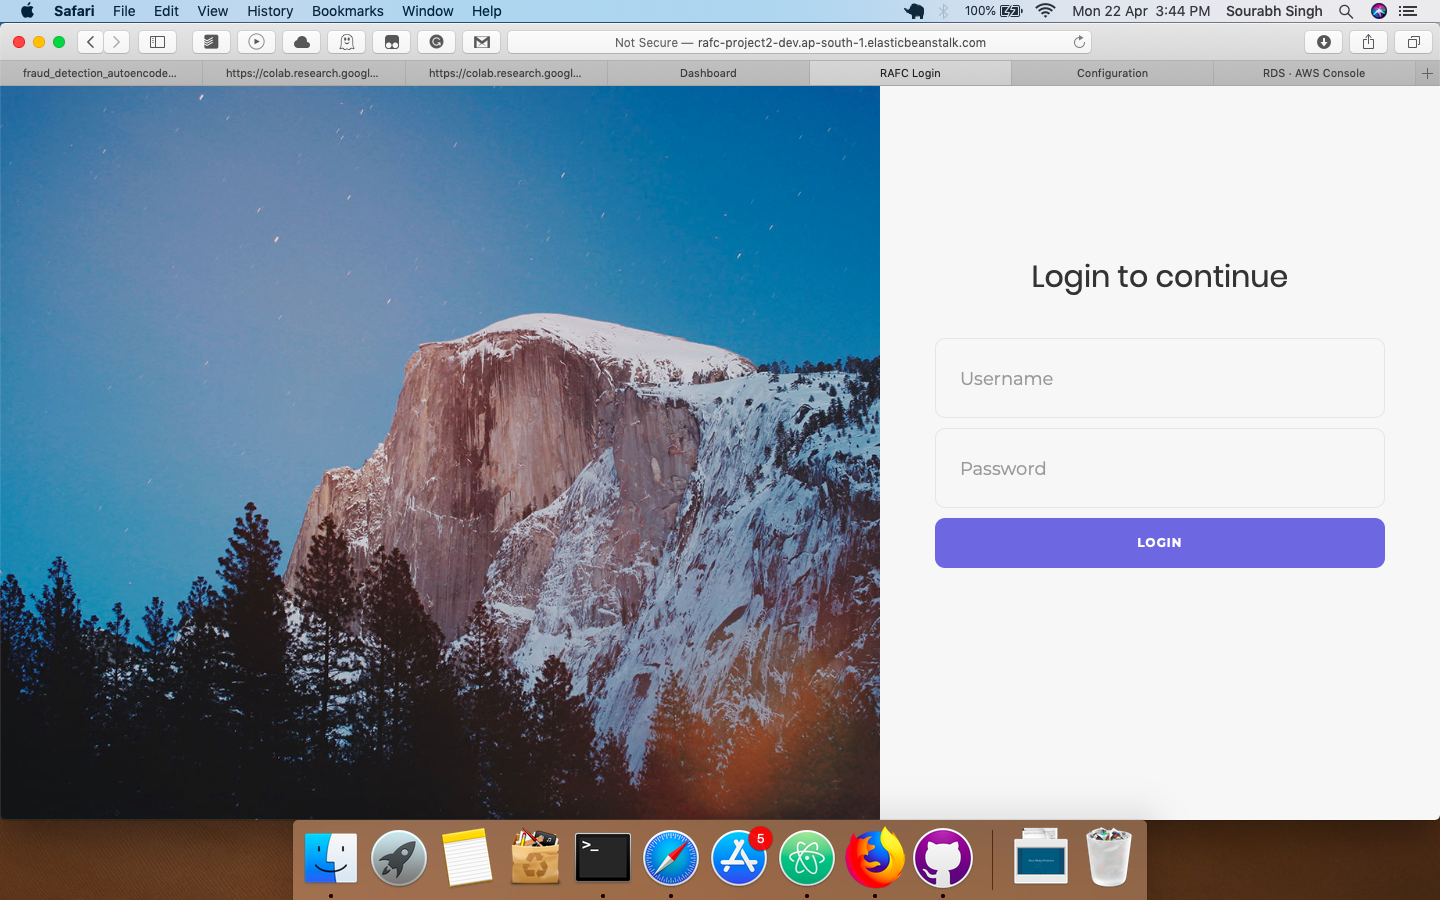 Safari File Edit View History Bookmarks Window Help 100% Mon 22 Apr 3:44 PM Sourabh Singh
Not Secure — rafc-project2-dev.ap-south-1.elasticbeanstalk.com
fraud_detection_autoencode... https://colab.research.googl... https://colab.research.googl... Dashboard RAFC Login Configuration RDS · AWS Console
Login to continue
Username
Password
LOGIN
5
>_